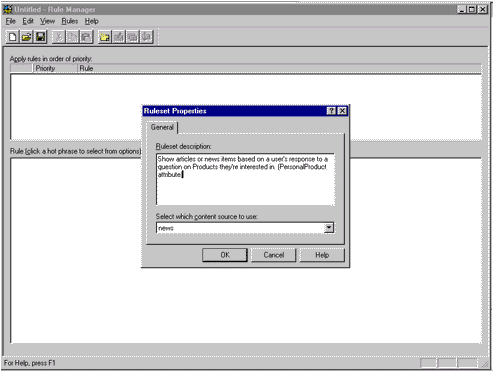 Untitled - Rule Manager
File Edit View Rules Help
Apply rules in order of priority:
Priority Rule
Ruleset Properties
General
Ruleset description:
Show articles or news items based on a user's response to a
question on Products they're interested in. (PersonalProduct
attribute)
Rule (click a hot phrase to select from options)
Select which content source to use:
news
OK Cancel Help
For Help, press F1